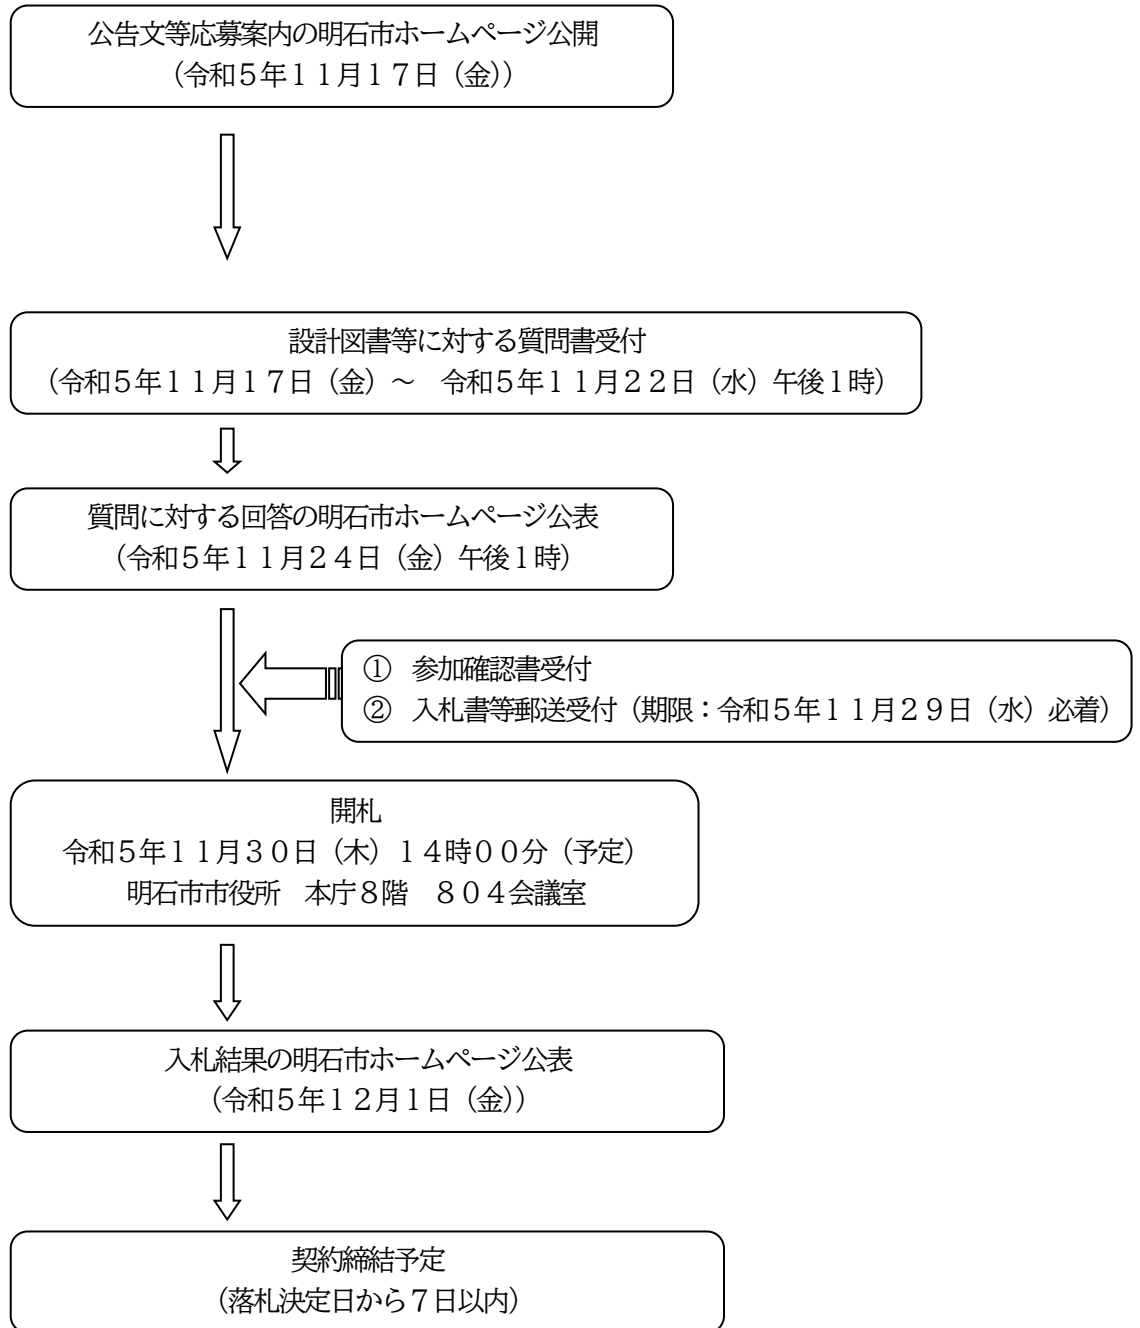 公告文等応募案内の明石市ホームページ公開
（令和５年１１月１７日（金））
設計図書等に対する質問書受付
（令和５年１１月１７日（金）～　令和５年１１月２２日（水）午後１時）
質問に対する回答の明石市ホームページ公表
（令和５年１１月２４日（金）午後１時）
①　参加確認書受付
②　入札書等郵送受付（期限：令和５年１１月２９日（水）必着）
開札
令和５年１１月３０日（木）１４時００分（予定）
明石市市役所　本庁８階　８０４会議室
入札結果の明石市ホームページ公表
（令和５年１２月１日（金））
契約締結予定
（落札決定日から７日以内）